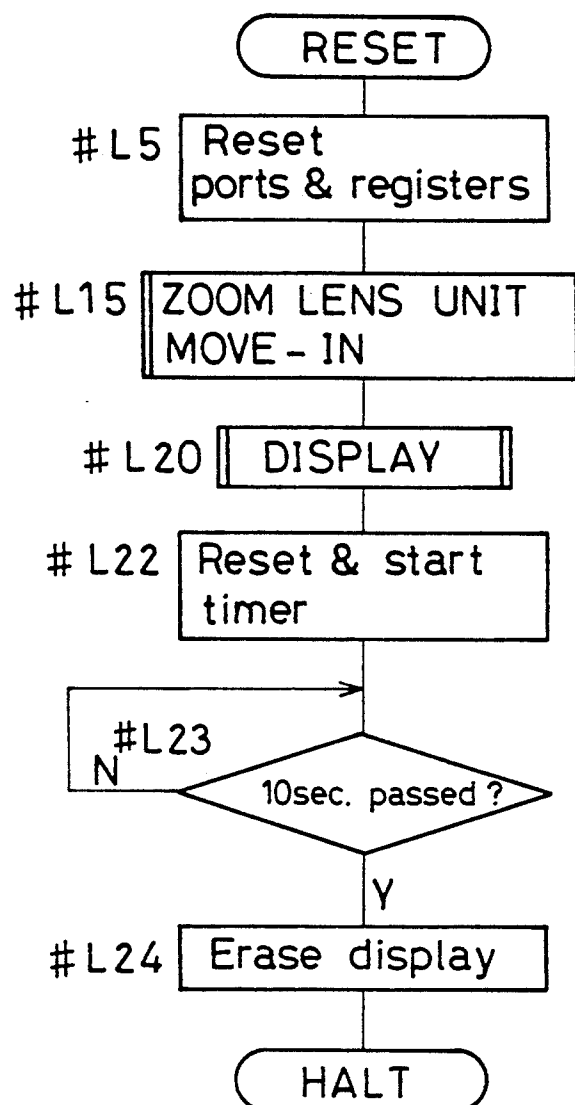 RESET
#L5
Reset
ports & registers
#L15
ZOOM LENS UNIT
MOVE-IN
#L20
DISPLAY
#L22
Reset & start
timer
#L23
N
10sec. passed?
Y
#L24
Erase display
HALT